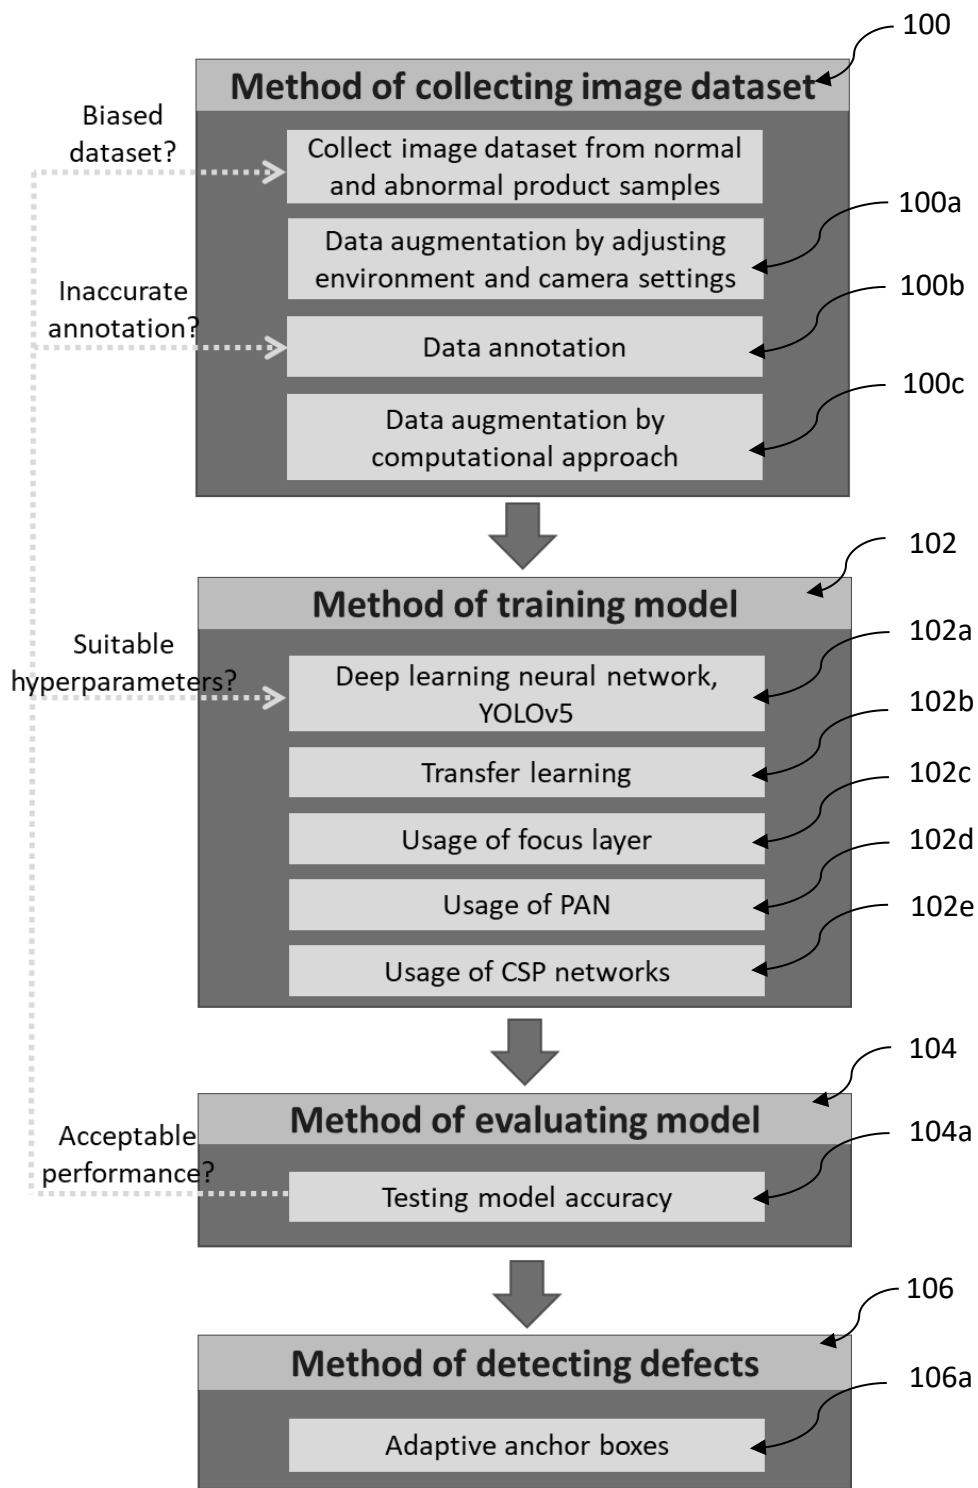 100
Method of collecting image dataset
Biased
dataset?
Collect image dataset from normal
and abnormal product samples
100a
Data augmentation by adjusting
environment and camera settings
Inaccurate
annotation?
100b
Data annotation
100c
Data augmentation by
computational approach
102
Method of training model
102a
Suitable
hyperparameters?
Deep learning neural network,
YOLOv5
102b
Transfer learning
102c
Usage of focus layer
102d
Usage of PAN
102e
Usage of CSP networks
104
Method of evaluating model
104a
Acceptable
performance?
Testing model accuracy
106
Method of detecting defects
106a
Adaptive anchor boxes